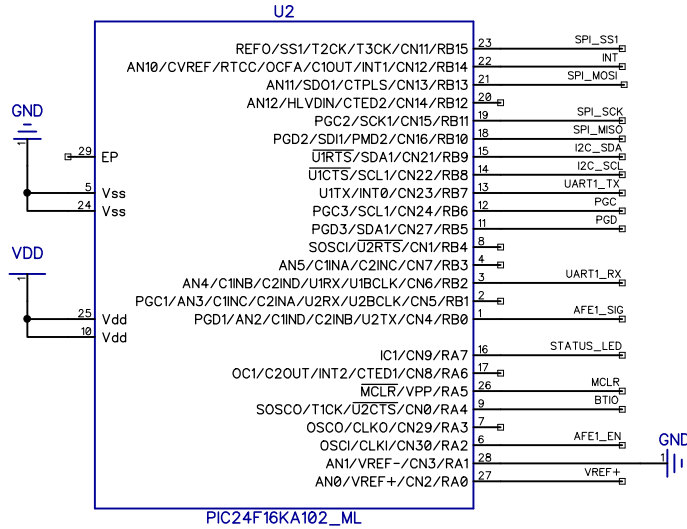 U2
REFO/SS1/T2CK/T3CK/CN11/RB15 23 SPI_SS1
AN10/CVREF/RTCC/OCFA/C1OUT/INT1/CN12/RB14 22 INT
AN11/SDO1/CTPLS/CN13/RB13 21 SPI_MOSI
AN12/HLVDIN/CTED2/CN14/RB12 20
GND
PGC2/SCK1/CN15/RB11 19 SPI_SCK
1 PGD2/SDI1/PMD2/CN16/RB10 18 SPI_MISO
29 EP U1RTS/SDA1/CN21/RB9 15 I2C_SDA
U1CTS/SCL1/CN22/RB8 14 I2C_SCL
5 Vss U1TX/INT0/CN23/RB7 13 UART1_TX
24 Vss PGC3/SCL1/CN24/RB6 12 PGC
PGD3/SDA1/CN27/RB5 11 PGD
SOSCI/U2RTS/CN1/RB4 8
VDD
AN5/C1INA/C2INC/CN7/RB3 4
1 AN4/C1INB/C2IND/U1RX/U1BCLK/CN6/RB2 3 UART1_RX
PGC1/AN3/C1INC/C2INA/U2RX/U2BCLK/CN5/RB1 2
25 Vdd PGD1/AN2/C1IND/C2INB/U2TX/CN4/RB0 1 AFE1_SIG
10 Vdd
IC1/CN9/RA7 16 STATUS_LED
OC1/C2OUT/INT2/CTED1/CN8/RA6 17
MCLR/VPP/RA5 26 MCLR
SOSCO/T1CK/U2CTS/CN0/RA4 9 BTIO
OSCO/CLKO/CN29/RA3 7
OSCI/CLKI/CN30/RA2 6 AFE1_EN
GND
AN1/VREF-/CN3/RA1 28 1
AN0/VREF+/CN2/RA0 27 VREF+
PIC24F16KA102_ML